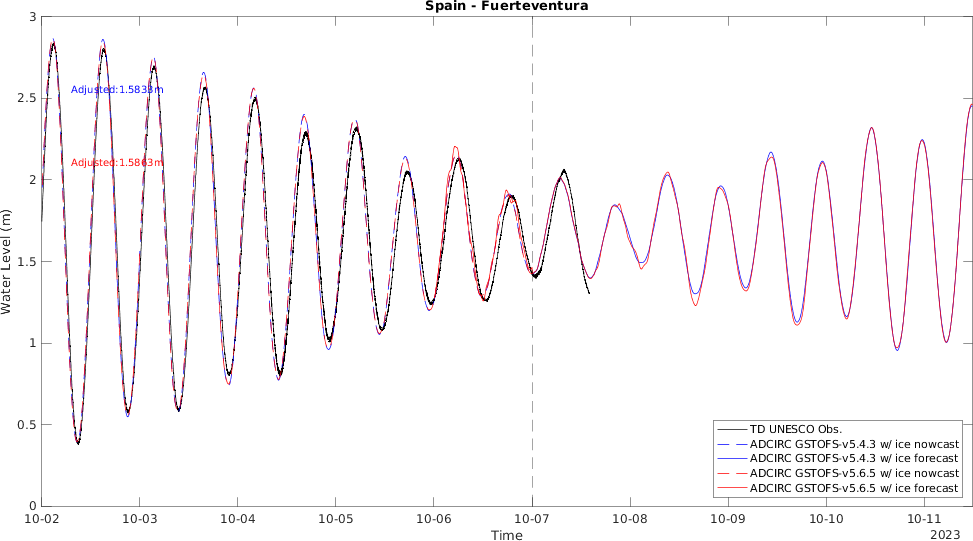 Spain - Fuerteventura
3
2.5
2
1.5
1
0.5
0
Water Level (m)
Adjusted:1.5833m
Adjusted:1.5863m
TD UNESCO Obs.
ADCIRC GSTOFS-v5.4.3 w/ ice nowcast
ADCIRC GSTOFS-v5.4.3 w/ ice forecast
ADCIRC GSTOFS-v5.6.5 w/ ice nowcast
ADCIRC GSTOFS-v5.6.5 w/ ice forecast
10-02 10-03 10-04 10-05 10-06 10-07 10-08 10-09 10-10 10-11
Time
2023